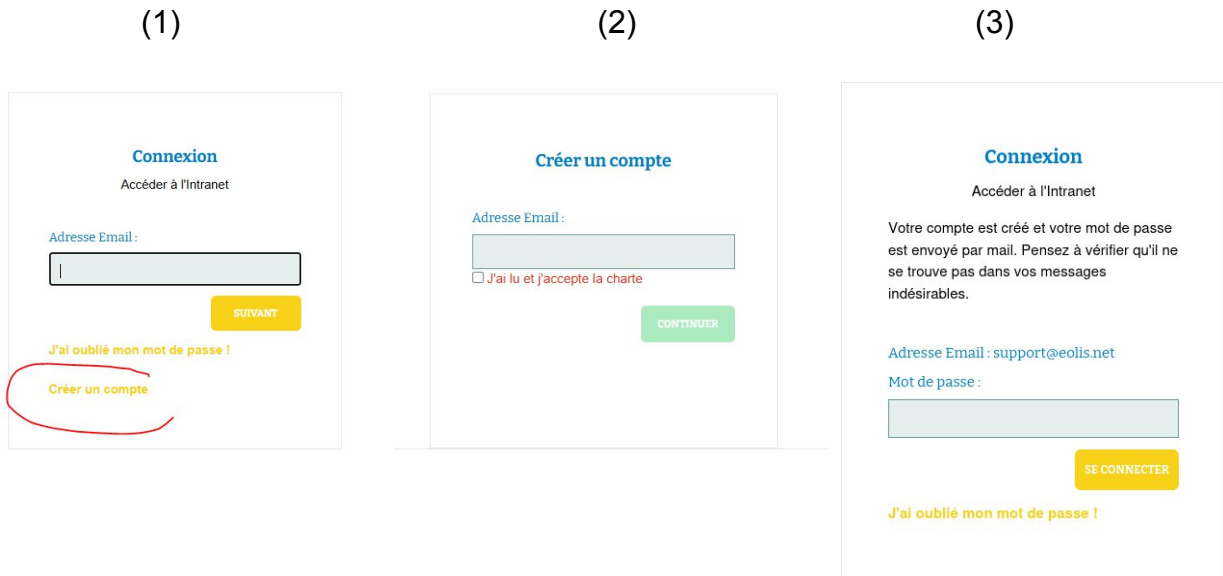 (1)
(2)
(3)
Connexion
Accéder à l'Intranet
Adresse Email :
SUIVANT
J'ai oublié mon mot de passe !
Créer un compte
Créer un compte
Adresse Email :
J'ai lu et j'accepte la charte
CONTINUER
Connexion
Accéder à l'Intranet
Votre compte est créé et votre mot de passe
est envoyé par mail. Pensez à vérifier qu'il ne
se trouve pas dans vos messages
indésirables.
Adresse Email : support@eolis.net
Mot de passe :
SE CONNECTER
J'ai oublié mon mot de passe !